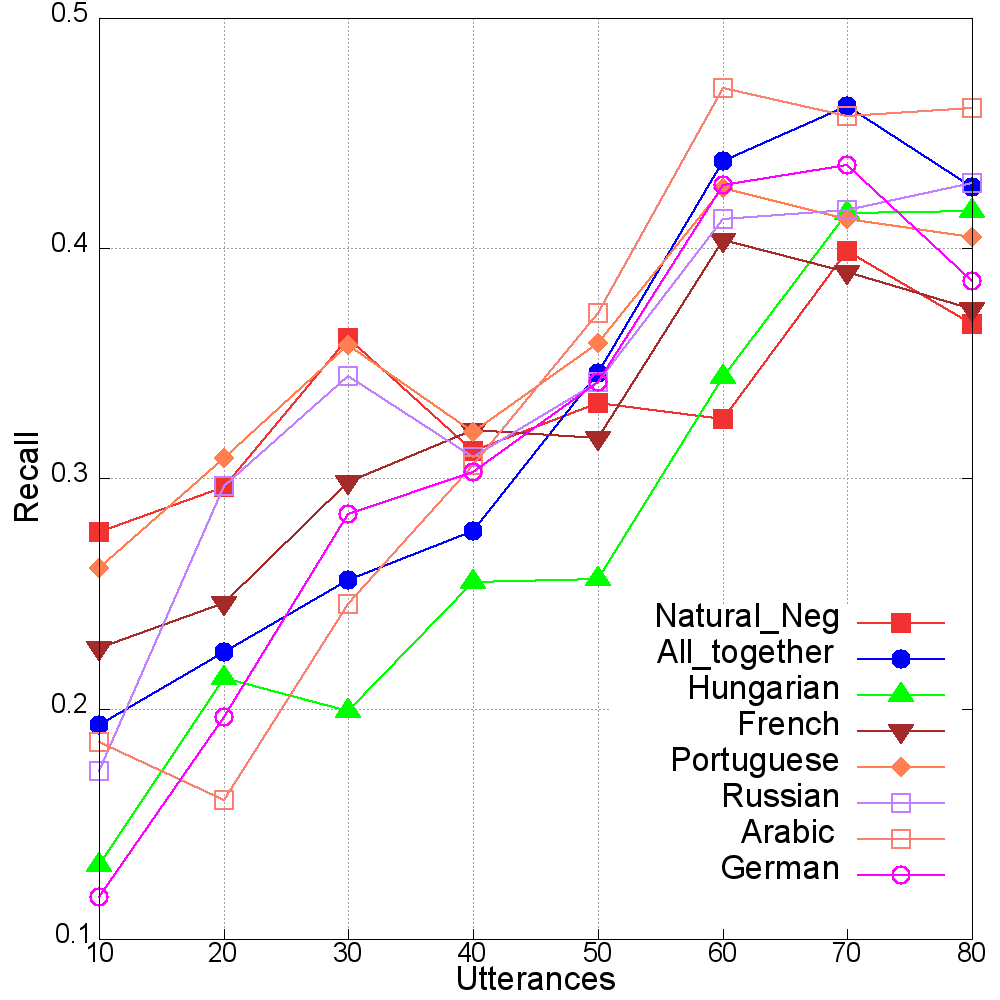 0.5
0.4
0.3
0.2
0.1
Recall
10 20 30 40 50 60 70 80
Utterances
Natural_Neg
All_together
Hungarian
French
Portuguese
Russian
Arabic
German